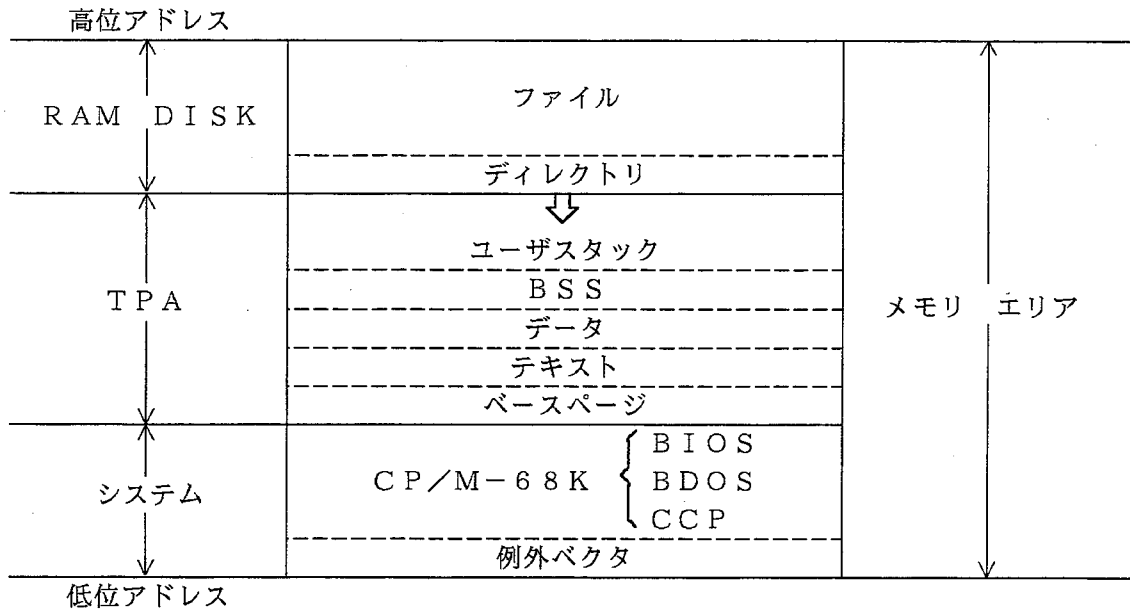 高位アドレス
ファイル
RAM DISK
ディレクトリ
ユーザスタック
BSS
TPA
データ
メモリ エリア
テキスト
ベースページ
BIOS
CP/M-68K
BDOS
システム
CCP
例外ベクタ
低位アドレス